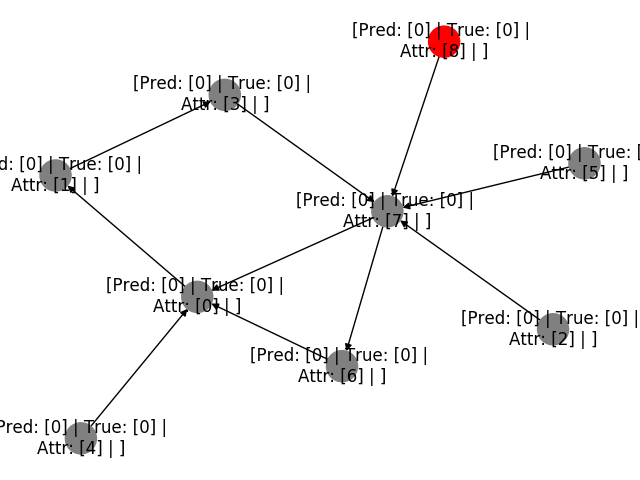 [Pred: [0] | True: [0] |
Attr: [8] | ]
[Pred: [0] | True: [0] |
Attr: [3] | ]
d: [0] | True: [0] |
Attr: [1] | ]
[Pred: [0] | True: [
Attr: [5] | ]
[Pred: [0] | True: [0] |
Attr: [7] | ]
[Pred: [0] | True: [0] |
Attr: [0] | ]
[Pred: [0] | True: [0] |
Attr: [2] | ]
[Pred: [0] | True: [0] |
Attr: [6] | ]
Pred: [0] | True: [0] |
Attr: [4] | ]